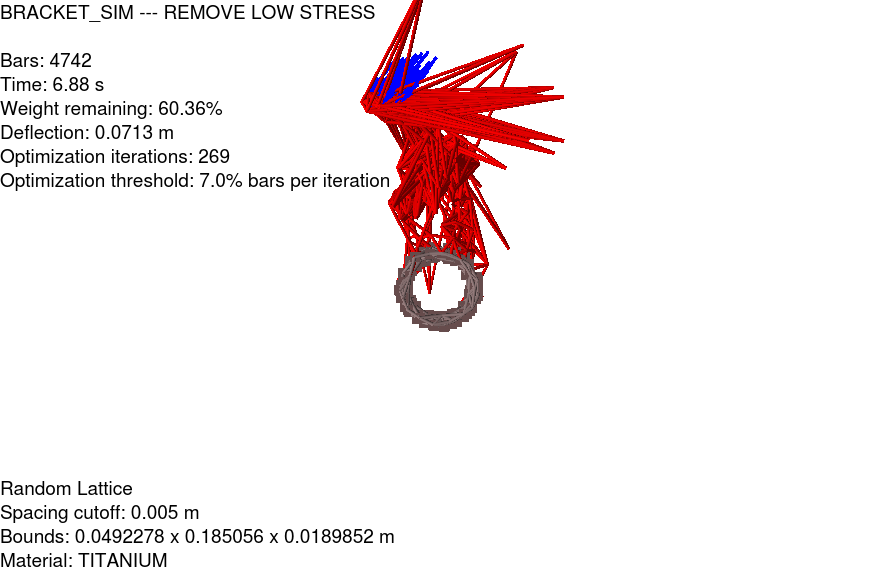 BRACKET_SIM --- REMOVE LOW STRESS
Bars: 4742
Time: 6.88 s
Weight remaining: 60.36%
Deflection: 0.0713 m
Optimization iterations: 269
Optimization threshold: 7.0% bars per iteration
Random Lattice
Spacing cutoff: 0.005 m
Bounds: 0.0492278 x 0.185056 x 0.0189852 m
Material: TITANIUM